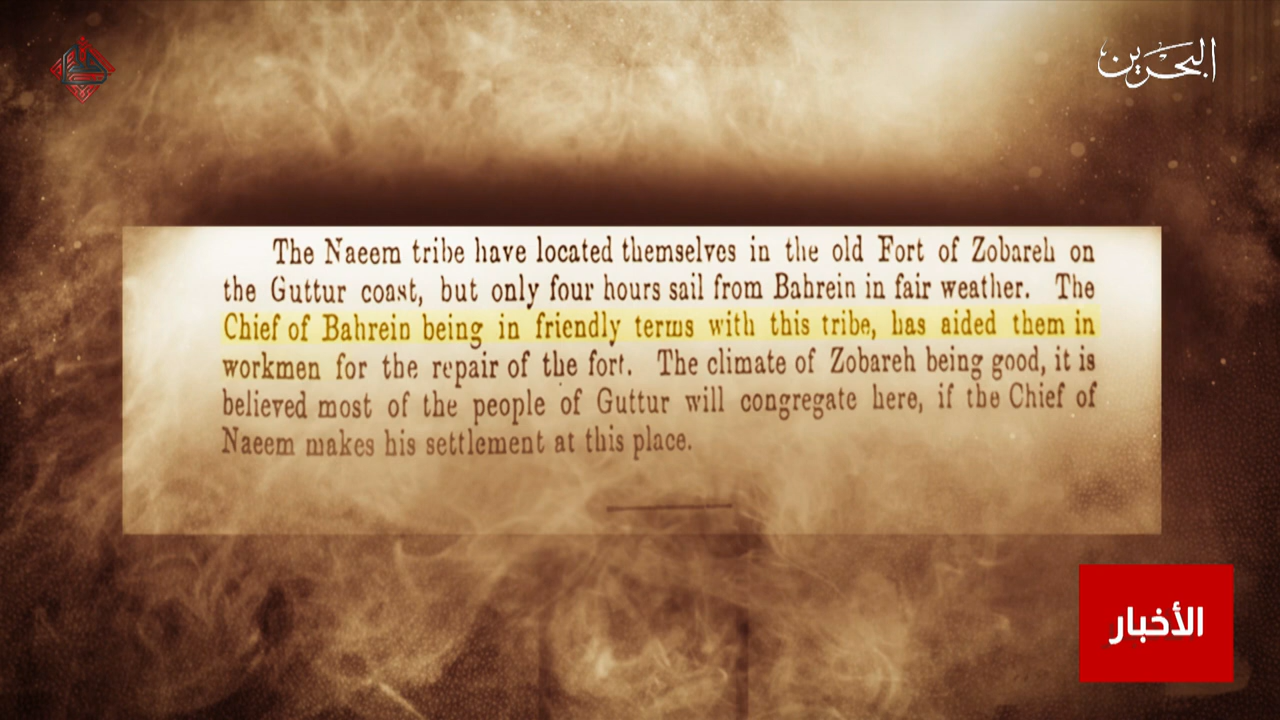 البحرين
The Naeem tribe have located themselves in the old Fort of Zobareh on
the Guttur coast, but only four hours sail from Bahrein in fair weather. The
Chief of Bahrein being in friendly terms with this tribe, has aided them in
workmen for the repair of the fort. The climate of Zobareh being good, it is
believed most of the people of Guttur will congregate here, if the Chief of
Naeem makes his settlement at this place.
الأخبار